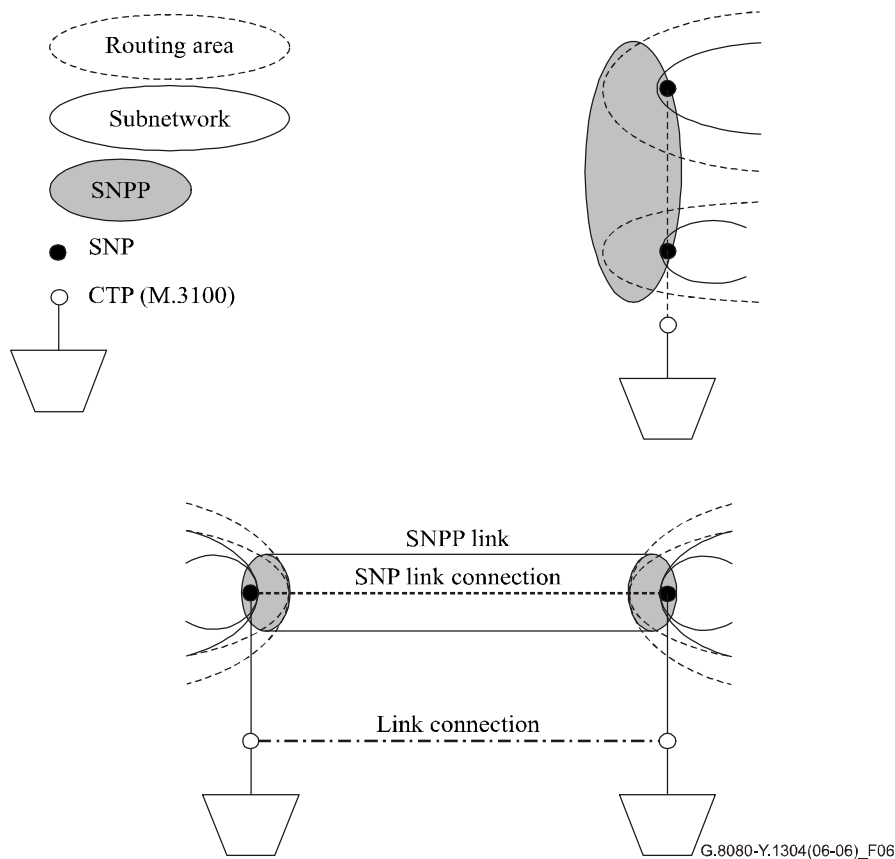 Routing area
Subnetwork
SNPP
SNP
CTP (M.3100)
SNPP link
SNP link connection
Link connection
G.8080-Y.1304(06-06)_F06